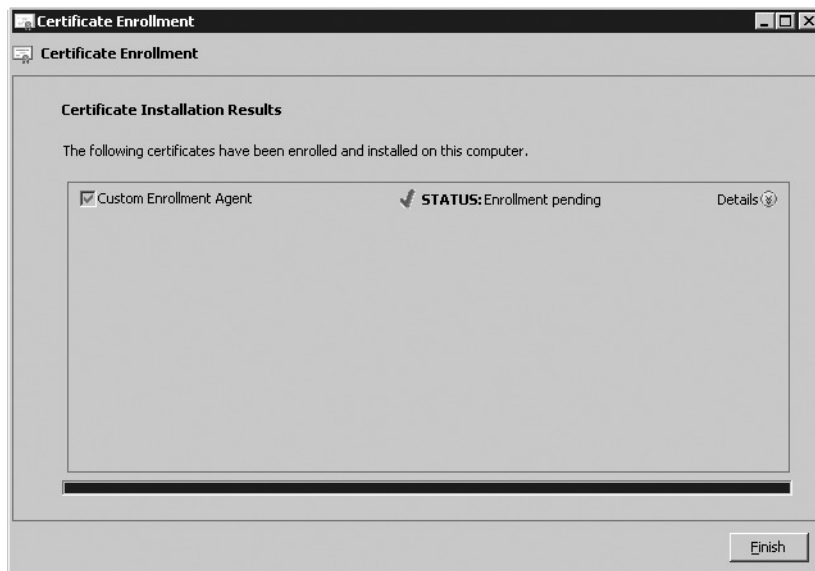 Certificate Enrollment
Certificate Enrollment
Certificate Installation Results
The following certificates have been enrolled and installed on this computer.
Custom Enrollment Agent STATUS: Enrollment pending Details
Finish